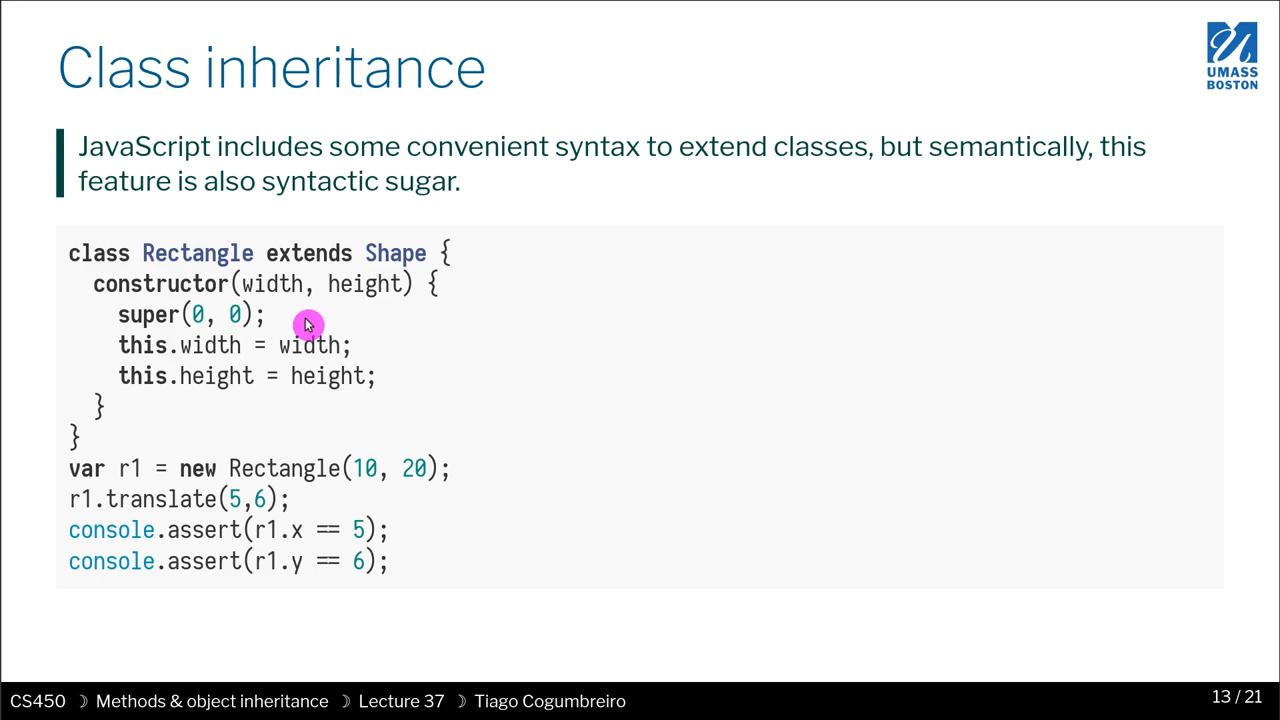 Class inheritance
UMASS
BOSTON
JavaScript includes some convenient syntax to extend classes, but semantically, this
feature is also syntactic sugar.
class Rectangle extends Shape {
  constructor(width, height) {
    super(0, 0);
    this.width = width;
    this.height = height;
  }
}
var r1 = new Rectangle(10, 20);
r1.translate(5,6);
console.assert(r1.x == 5);
console.assert(r1.y == 6);
CS450 ☽ Methods & object inheritance ☽ Lecture 37 ☽ Tiago Cogumbreiro
13 / 21